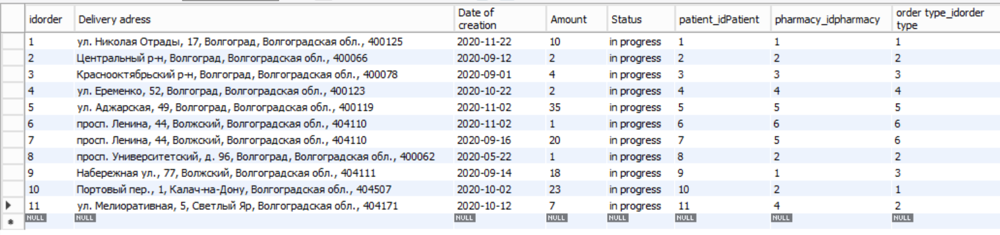 idorder Delivery adress Date of creation Amount Status patient_idPatient pharmacy_idpharmacy order type_idorder type
1 ул. Николая Отрады, 17, Волгоград, Волгоградская обл., 400125 2020-11-22 10 in progress 1 1 1
2 Центральный р-н, Волгоград, Волгоградская обл., 400066 2020-09-12 2 in progress 2 2 2
3 Краснооктябрьский р-н, Волгоград, Волгоградская обл., 400078 2020-09-01 4 in progress 3 3 3
4 ул. Еременко, 52, Волгоград, Волгоградская обл., 400123 2020-10-22 2 in progress 4 4 4
5 ул. Аджарская, 49, Волгоград, Волгоградская обл., 400119 2020-11-02 35 in progress 5 5 5
6 просп. Ленина, 44, Волжский, Волгоградская обл., 404110 2020-11-02 1 in progress 6 6 6
7 просп. Ленина, 44, Волжский, Волгоградская обл., 404110 2020-09-16 20 in progress 7 5 6
8 просп. Университетский, д. 96, Волгоград, Волгоградская обл., 400062 2020-05-22 1 in progress 8 2 2
9 Набережная ул., 77, Волжский, Волгоградская обл., 404111 2020-09-14 18 in progress 9 1 3
10 Портовый пер., 1, Калач-на-Дону, Волгоградская обл., 404507 2020-10-02 23 in progress 10 2 1
11 ул. Мелиоративная, 5, Светлый Яр, Волгоградская обл., 404171 2020-10-12 7 in progress 11 4 2
NULL NULL NULL NULL NULL NULL NULL NULL